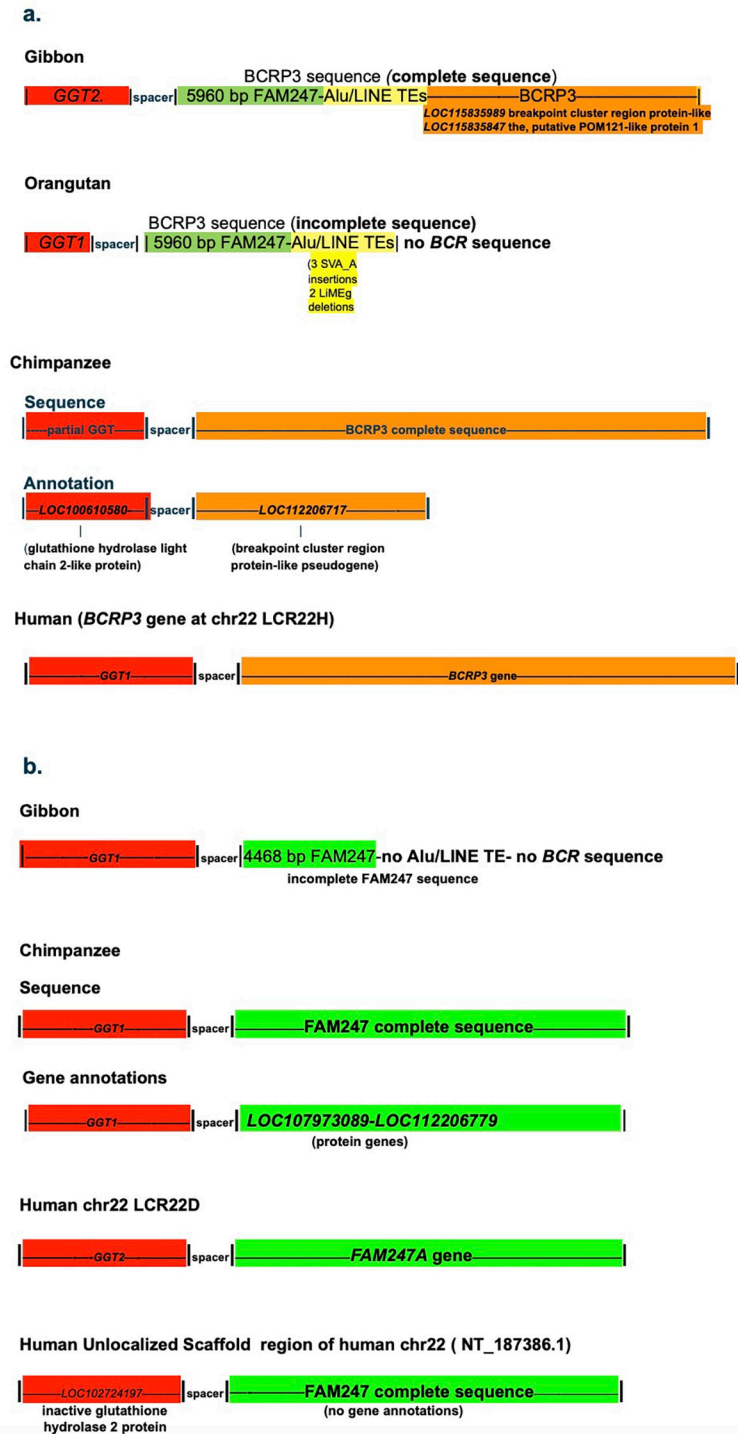 a.
Gibbon
BCRP3 sequence (complete sequence)
GGT2. |spacer| 5960 bp FAM247-Alu/LINE TEs BCRP3
LOC115835989 breakpoint cluster region protein-like
LOC115835847 the, putative POM121-like protein 1
Orangutan
BCRP3 sequence (incomplete sequence)
GGT1 |spacer| | 5960 bp FAM247-Alu/LINE TEs| no BCR sequence
(3 SVA_A
insertions
2 LiMEg
deletions
Chimpanzee
Sequence
partial GGT spacer BCRP3 complete sequence
Annotation
LOC100610580- spacer LOC112206717
(glutathione hydrolase light
chain 2-like protein)
(breakpoint cluster region
protein-like pseudogene)
Human (BCRP3 gene at chr22 LCR22H)
GGT1 spacer BCRP3 gene
b.
Gibbon
GGT1 spacer 4468 bp FAM247-no Alu/LINE TE- no BCR sequence
incomplete FAM247 sequence
Chimpanzee
Sequence
GGT1 spacer FAM247 complete sequence
Gene annotations
GGT1 spacer LOC107973089-LOC112206779
(protein genes)
Human chr22 LCR22D
GGT2 spacer FAM247A gene
Human Unlocalized Scaffold region of human chr22 ( NT_187386.1)
LOC102724197 spacer FAM247 complete sequence
inactive glutathione
hydrolase 2 protein
(no gene annotations)